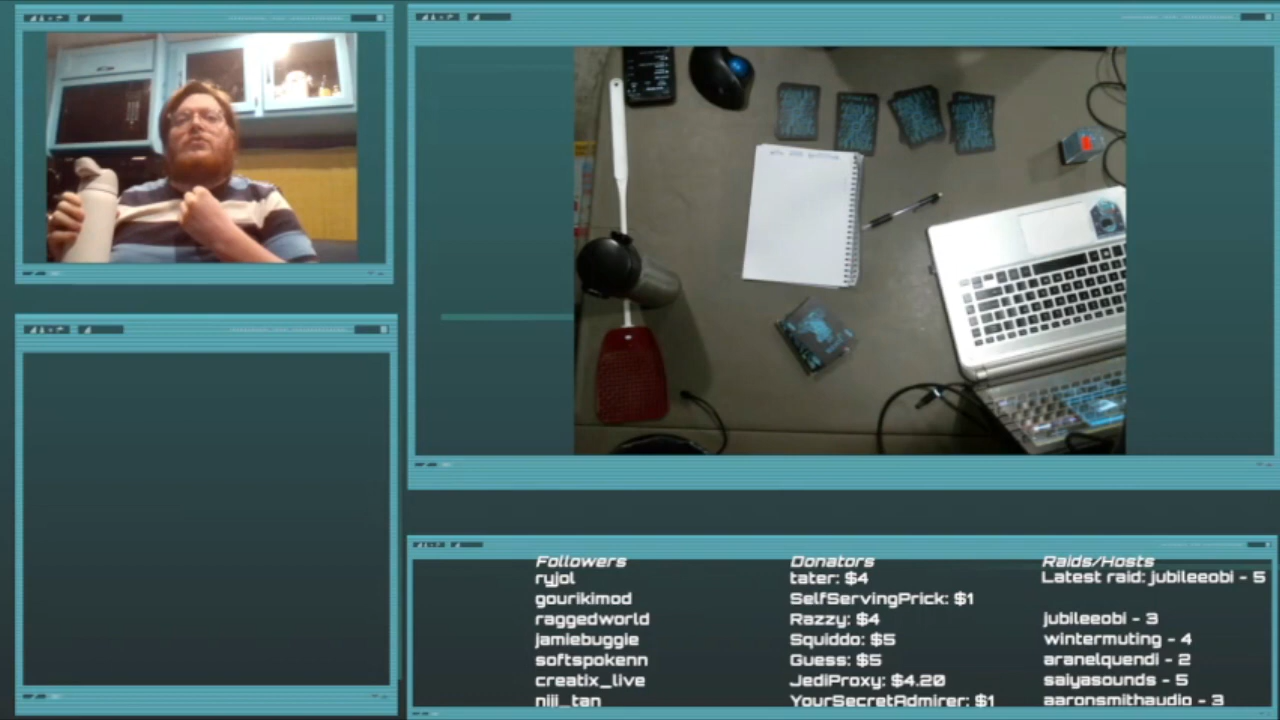 Followers
ryjol
gourikimod
raggedworld
jamiebuggie
softspokenn
creatix_live
niji_tan
Donators
tater: $4
SelfServingPrick: $1
Razzy: $4
Squiddo: $5
Guess: $5
JediProxy: $4.20
YourSecretAdmirer: $1
Raids/Hosts
Latest raid: jubileeobi - 5
jubileeobi - 3
wintermuting - 4
aranelquendi - 2
saiyasounds - 5
aaronsmithaudio - 3